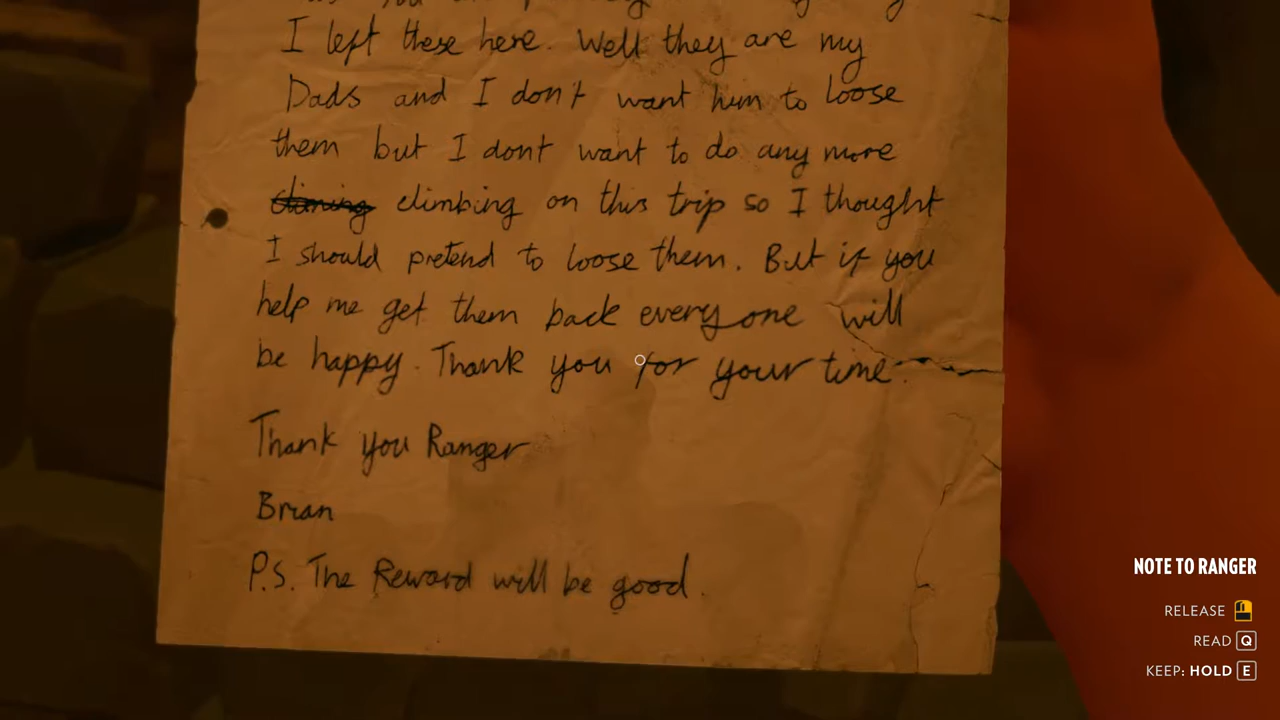 I left these here. Well they are my
Dads and I don't want him to loose
them but I dont want to do any more
climing climbing on this trip so I thought
I should pretend to loose them. But if you
help me get them back everyone will
be happy. Thank you for your time.
Thank you Ranger
Brian
P.S. The Reward will be good.
NOTE TO RANGER
RELEASE
READ Q
KEEP: HOLD E